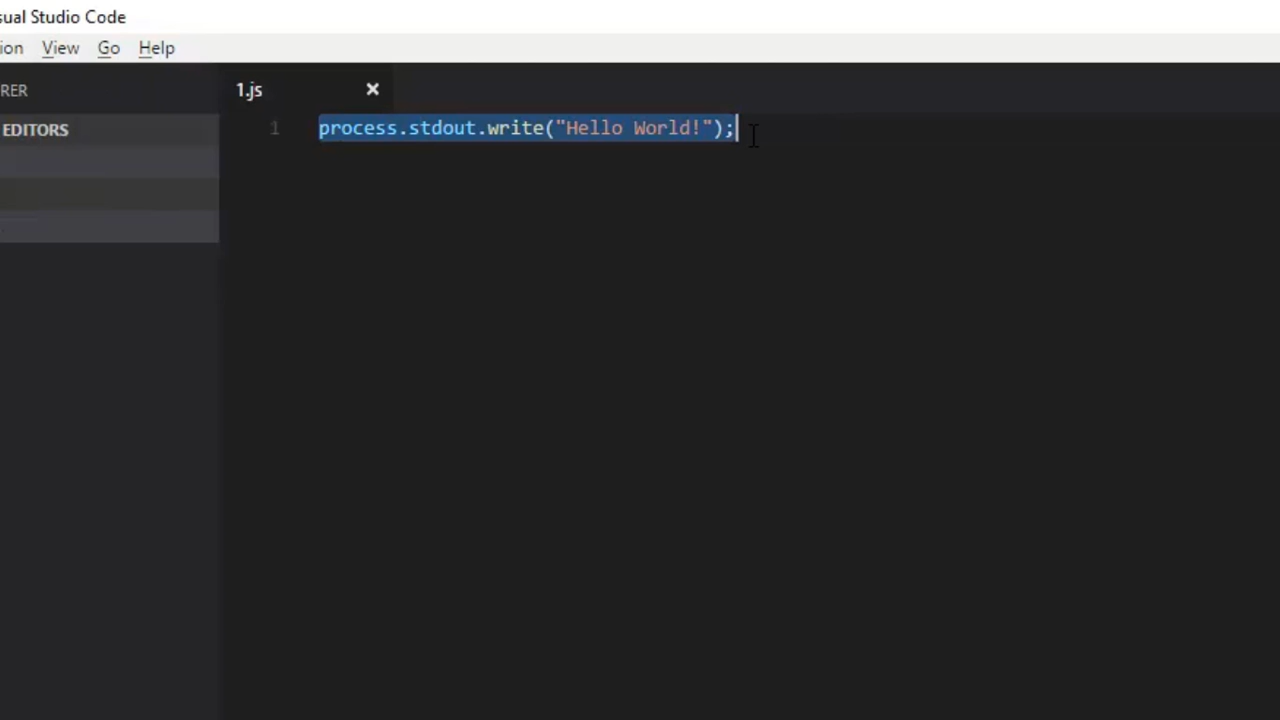 sual Studio Code
ion View Go Help
RER
1.js
EDITORS
1 process.stdout.write("Hello World!");